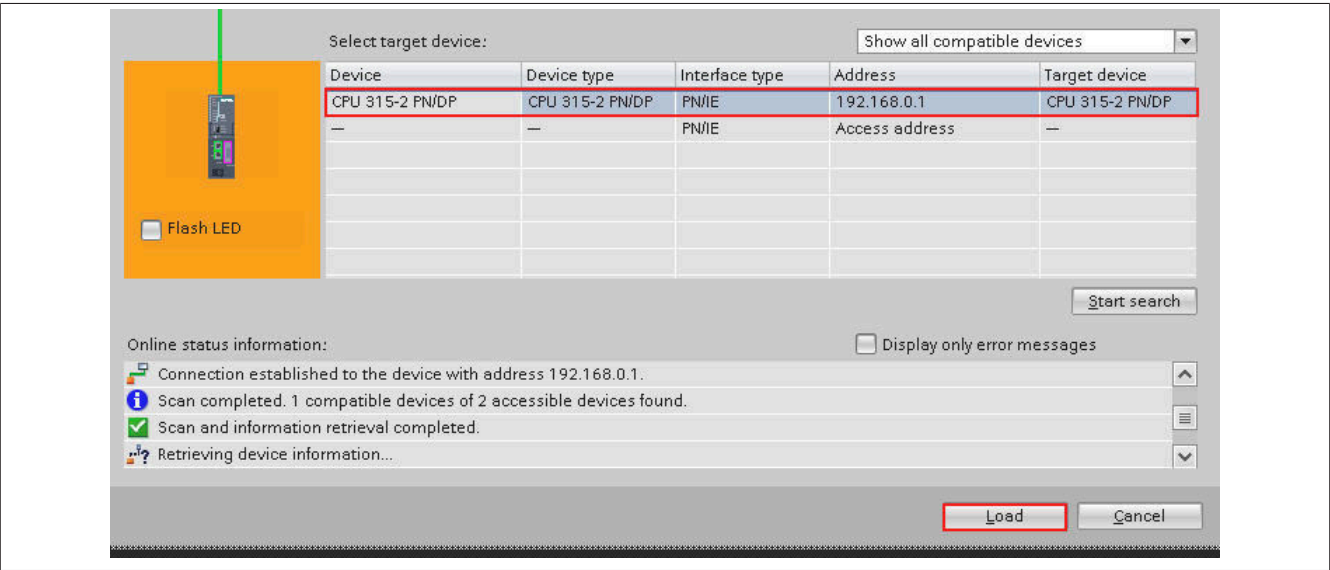 Select target device: Show all compatible devices
Device Device type Interface type Address Target device
CPU 315-2 PN/DP CPU 315-2 PN/DP PN/IE 192.168.0.1 CPU 315-2 PN/DP
— — PN/IE Access address —
Flash LED
Start search
Online status information: Display only error messages
Connection established to the device with address 192.168.0.1.
Scan completed. 1 compatible devices of 2 accessible devices found.
Scan and information retrieval completed.
Retrieving device information...
Load Cancel